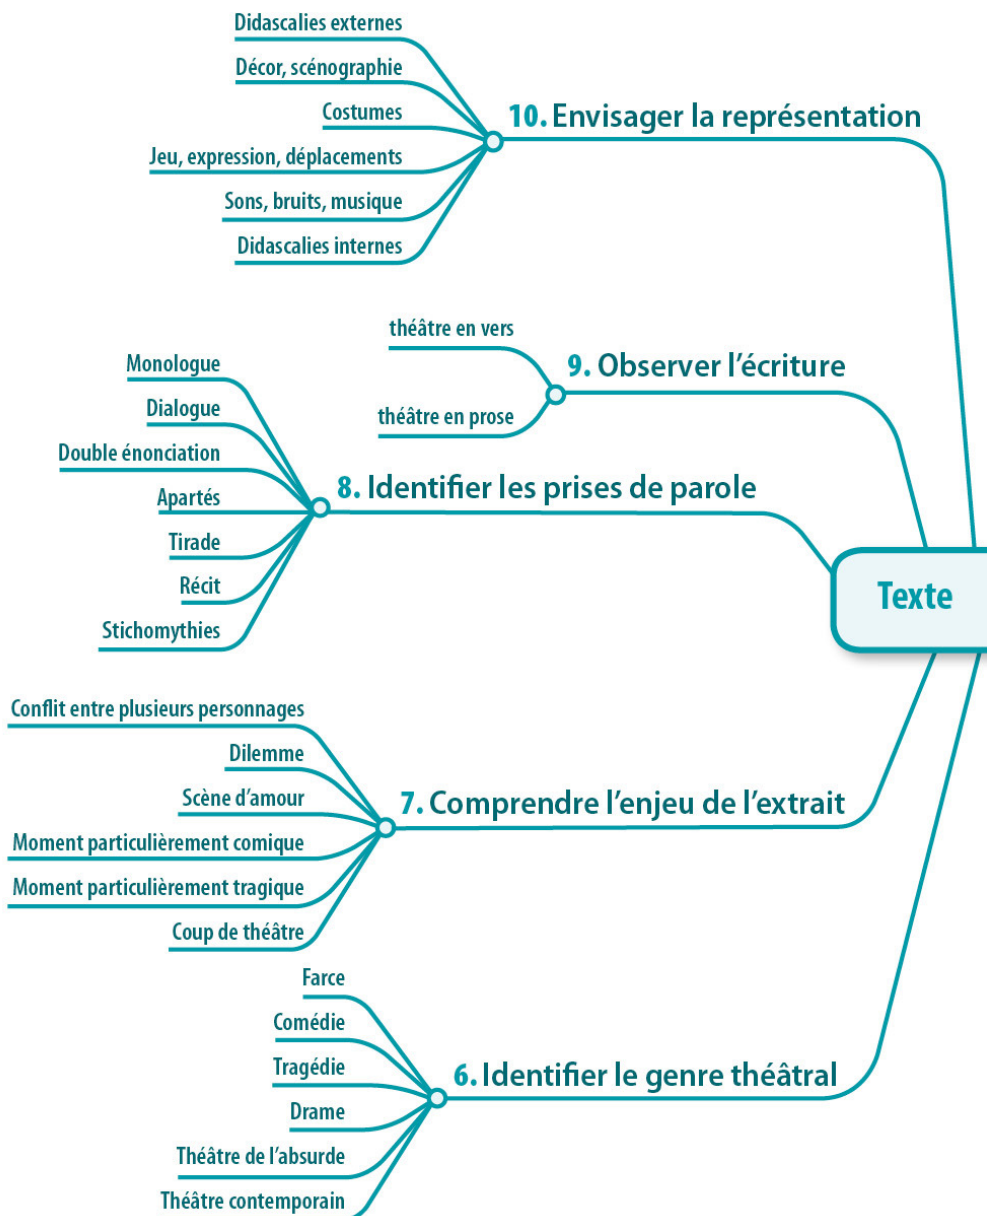 Didascalies externes
Décor, scénographie
Costumes
Jeu, expression, déplacements
Sons, bruits, musique
Didascalies internes
10. Envisager la représentation
théâtre en vers
théâtre en prose
9. Observer l'écriture
Monologue
Dialogue
Double énonciation
Apartés
Tirade
Récit
Stichomythies
8. Identifier les prises de parole
Texte
Conflit entre plusieurs personnages
Dilemme
Scène d'amour
Moment particulièrement comique
Moment particulièrement tragique
Coup de théâtre
7. Comprendre l'enjeu de l'extrait
Farce
Comédie
Tragédie
Drame
Théâtre de l'absurde
Théâtre contemporain
6. Identifier le genre théâtral